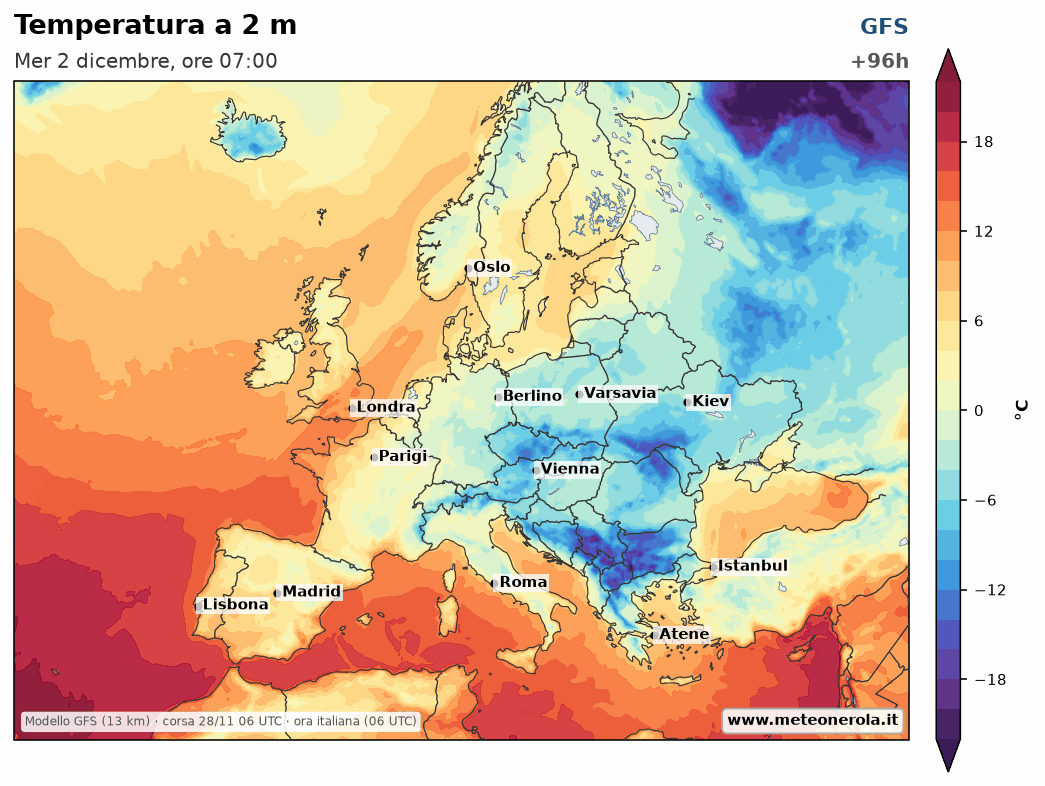 Temperatura a 2 m
GFS
Mer 2 dicembre, ore 07:00
+96h
18
12
6
0
−6
−12
−18
°C
Oslo
Londra
Berlino
Varsavia
Kiev
Parigi
Vienna
Istanbul
Roma
Madrid
Lisbona
Atene
Modello GFS (13 km) · corsa 28/11 06 UTC · ora italiana (06 UTC)
www.meteonerola.it